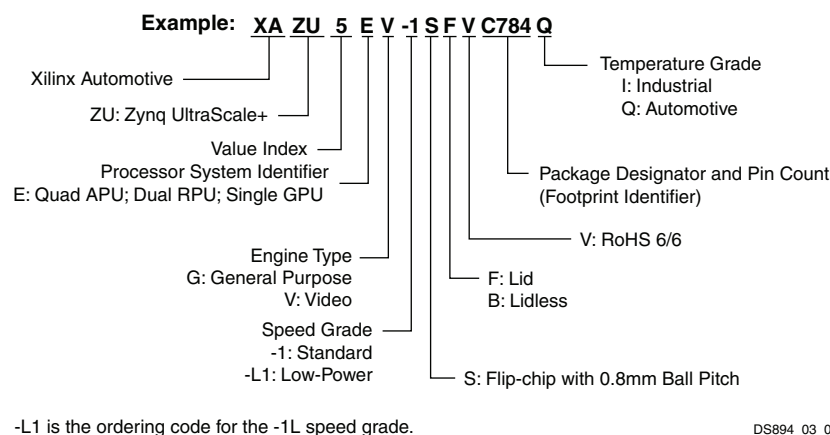 Example: XA ZU 5 E V -1 S F V C784 Q
Xilinx Automotive
ZU: Zynq UltraScale+
Value Index
Processor System Identifier
E: Quad APU; Dual RPU; Single GPU
Engine Type
G: General Purpose
V: Video
Speed Grade
-1: Standard
-L1: Low-Power
Temperature Grade
I: Industrial
Q: Automotive
Package Designator and Pin Count
(Footprint Identifier)
V: RoHS 6/6
F: Lid
B: Lidless
S: Flip-chip with 0.8mm Ball Pitch
-L1 is the ordering code for the -1L speed grade.
DS894_03_0